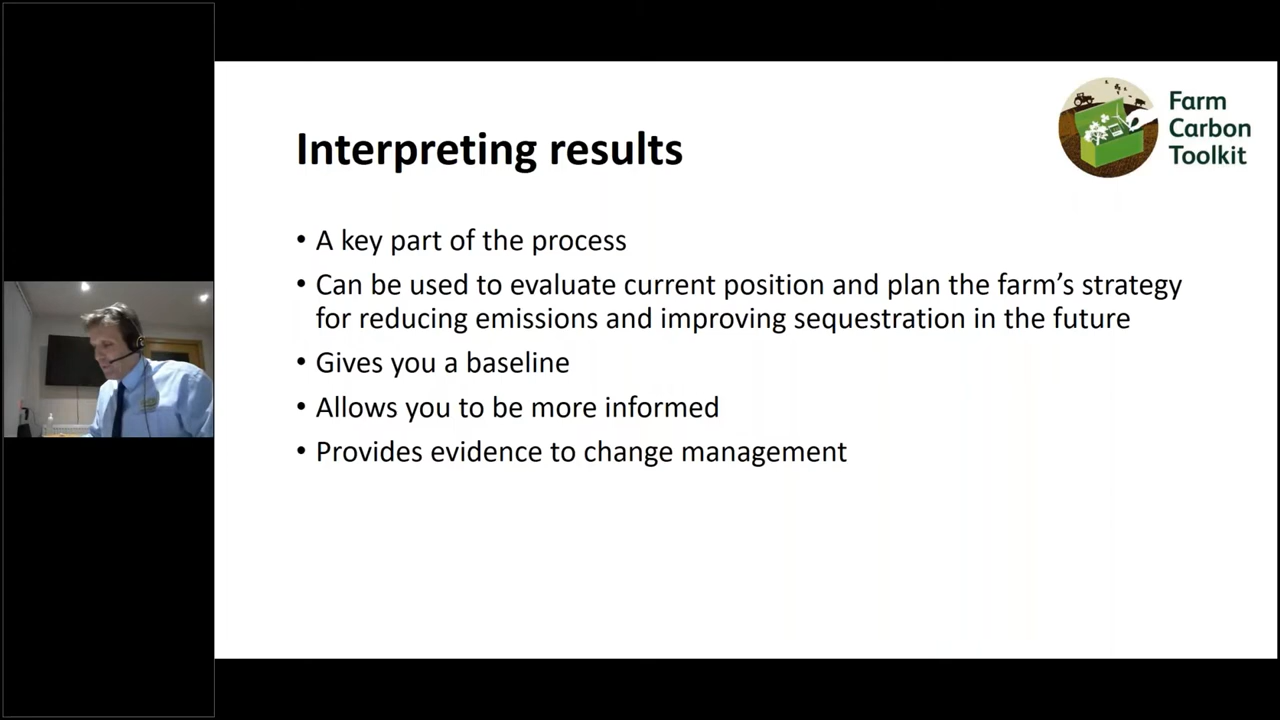 Farm
Carbon
Toolkit
Interpreting results
• A key part of the process
• Can be used to evaluate current position and plan the farm’s strategy
for reducing emissions and improving sequestration in the future
• Gives you a baseline
• Allows you to be more informed
• Provides evidence to change management